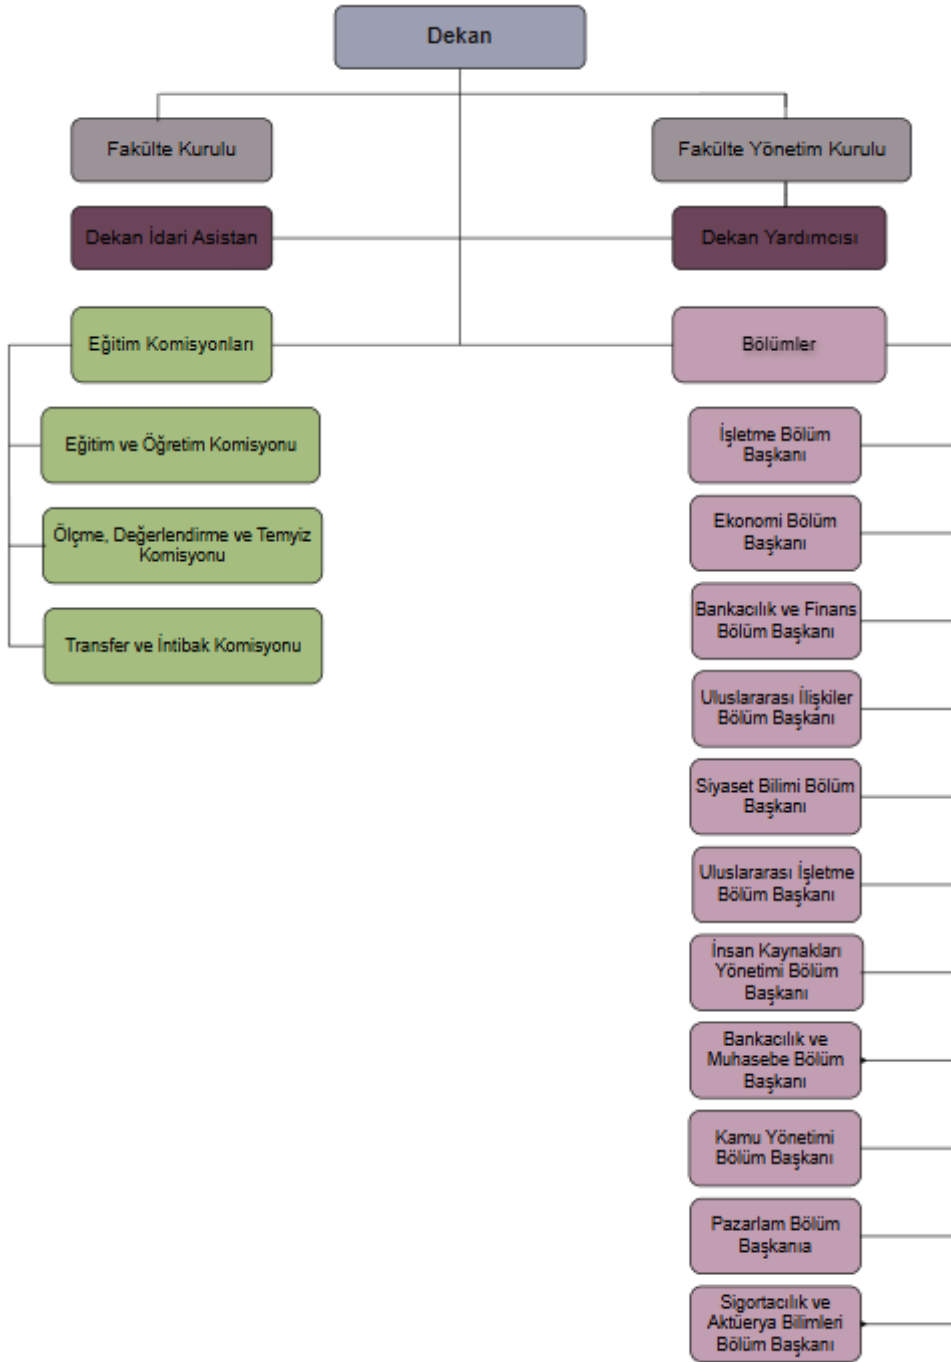 Dekan
Fakülte Kurulu
Fakülte Yönetim Kurulu
Dekan İdari Asistan
Dekan Yardımcısı
Eğitim Komisyonları
Bölümler
Eğitim ve Öğretim Komisyonu
Ölçme, Değerlendirme ve Temyiz
Komisyonu
Transfer ve İntibak Komisyonu
İşletme Bölüm
Başkanı
Ekonomi Bölüm
Başkanı
Bankacılık ve Finans
Bölüm Başkanı
Uluslararası İlişkiler
Bölüm Başkanı
Siyaset Bilimi Bölüm
Başkanı
Uluslararası İşletme
Bölüm Başkanı
İnsan Kaynakları
Yönetimi Bölüm
Başkanı
Bankacılık ve
Muhasebe Bölüm
Başkanı
Kamu Yönetimi
Bölüm Başkanı
Pazarlam Bölüm
Başkanıa
Sigortacılık ve
Aktüerya Bilimleri
Bölüm Başkanı